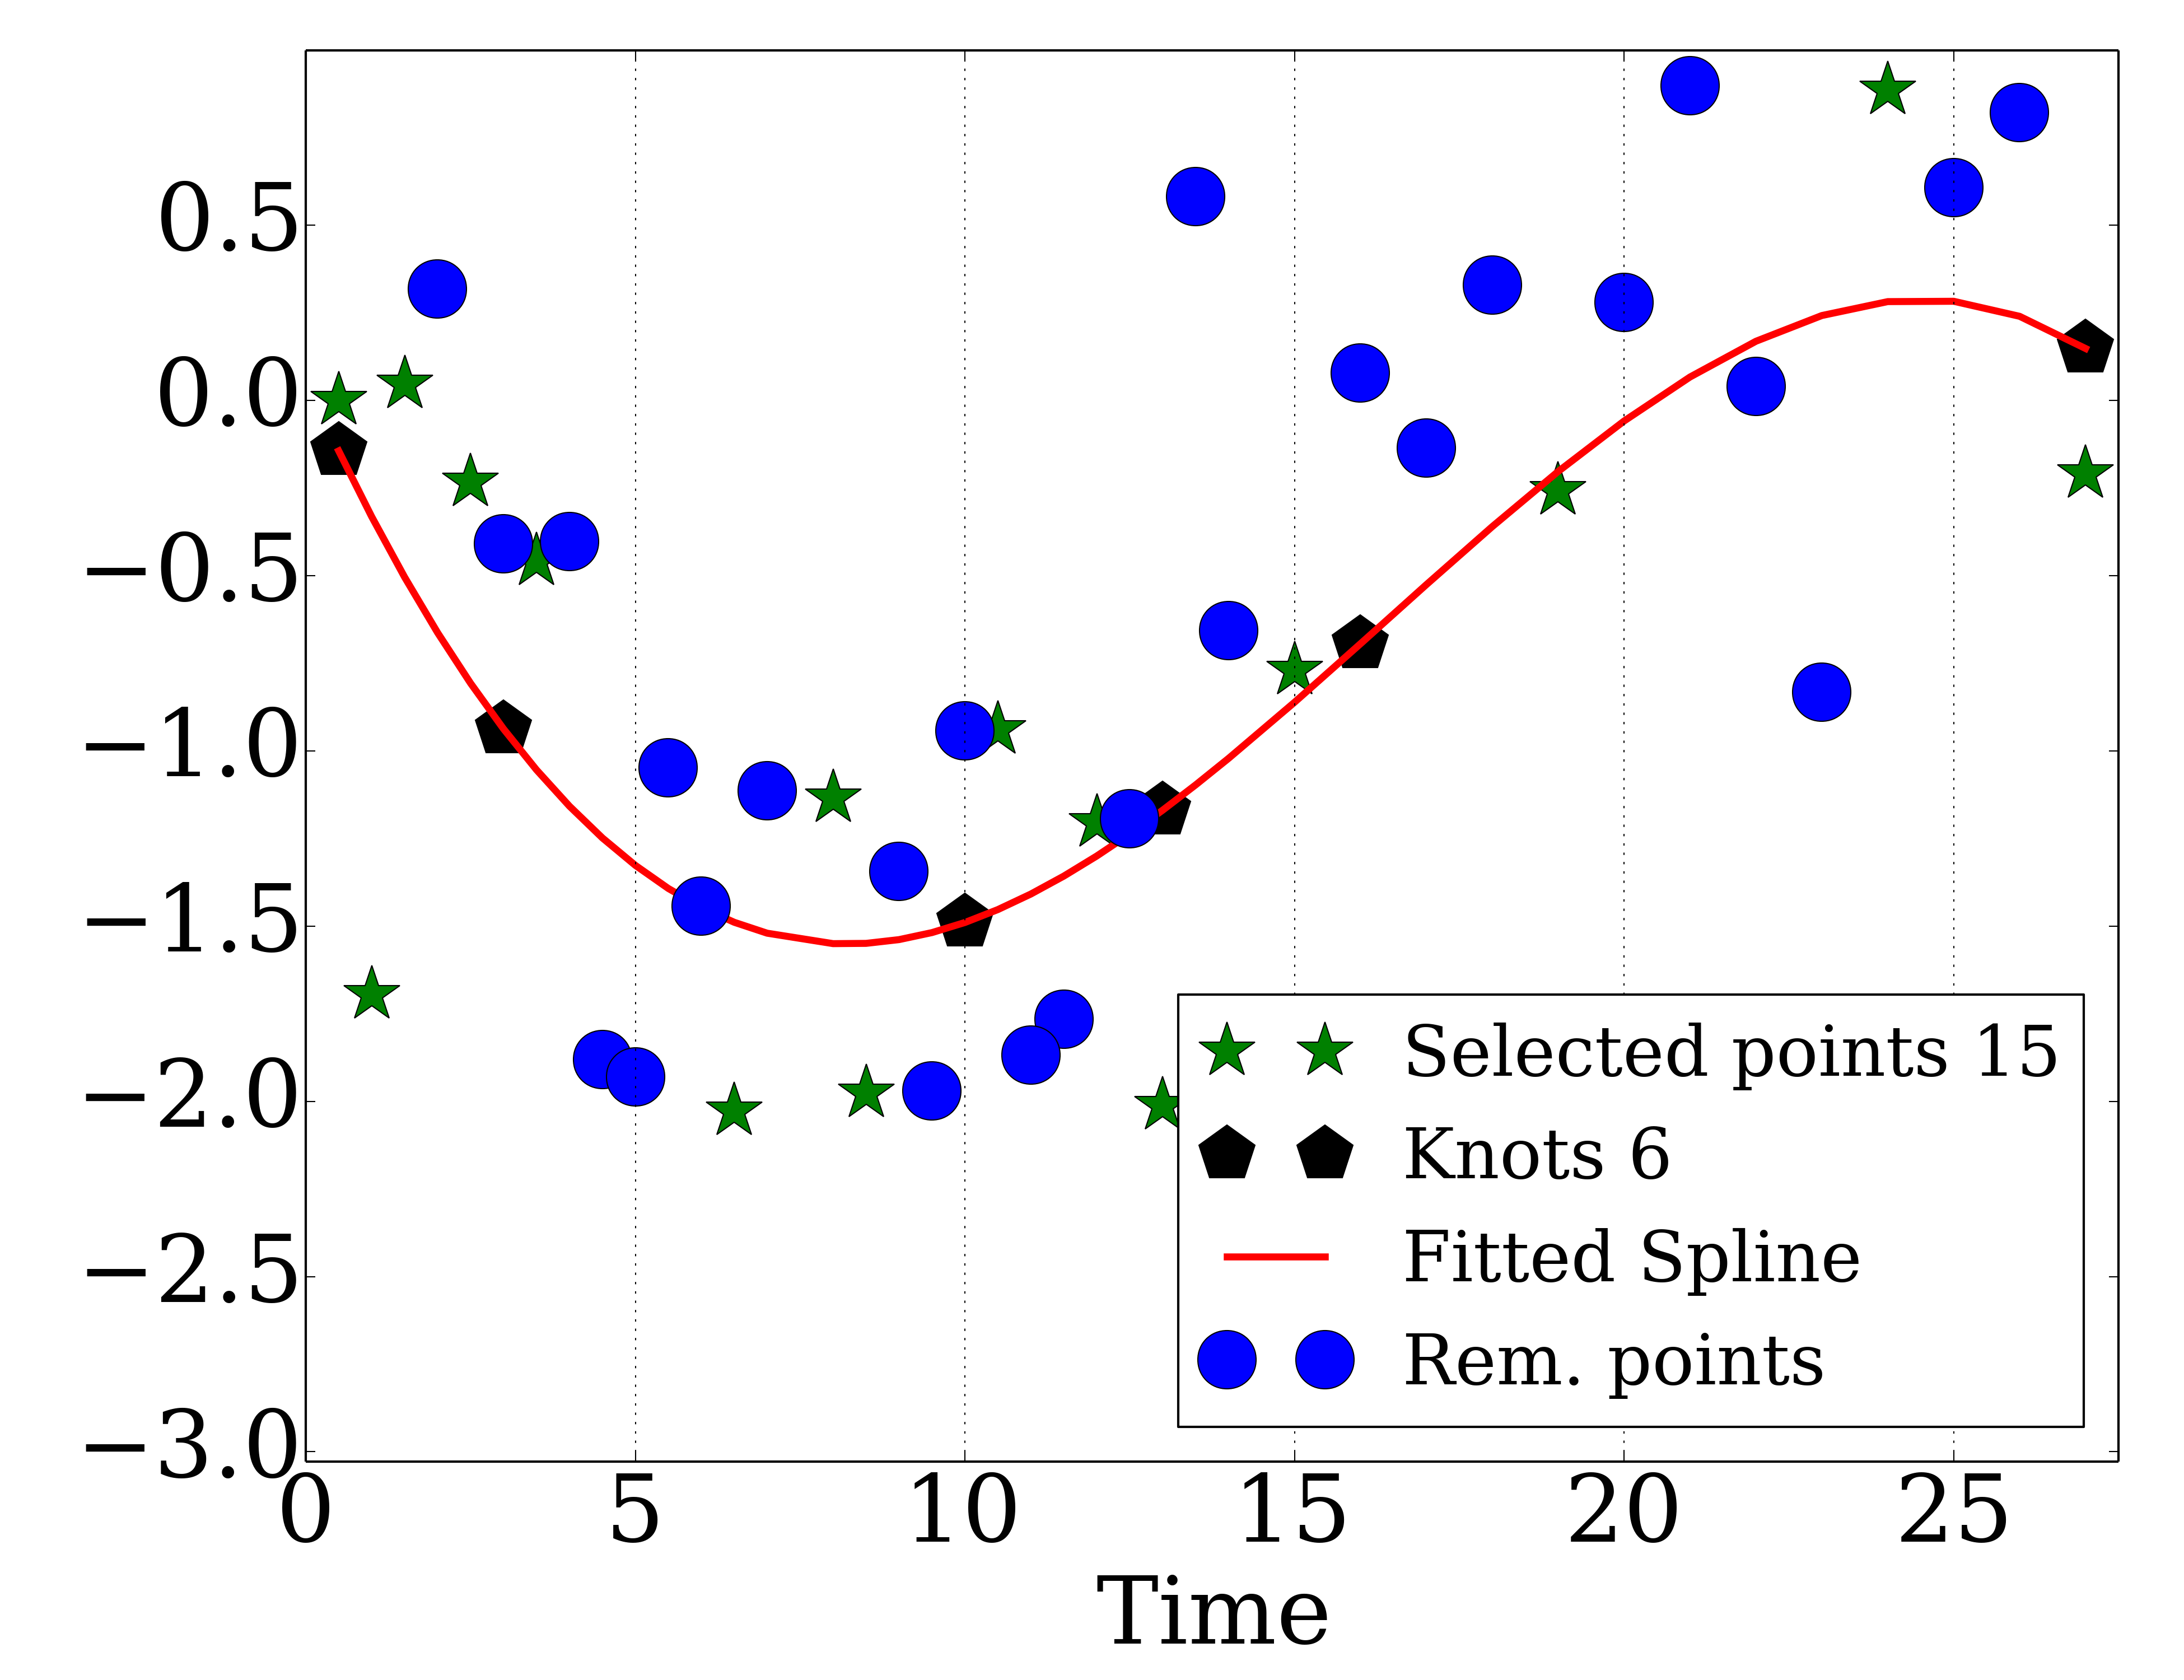 0.5
0.0
−0.5
−1.0
−1.5
−2.0
−2.5
−3.0
0 5 10 15 20 25
Time
Selected points 15
Knots 6
Fitted Spline
Rem. points